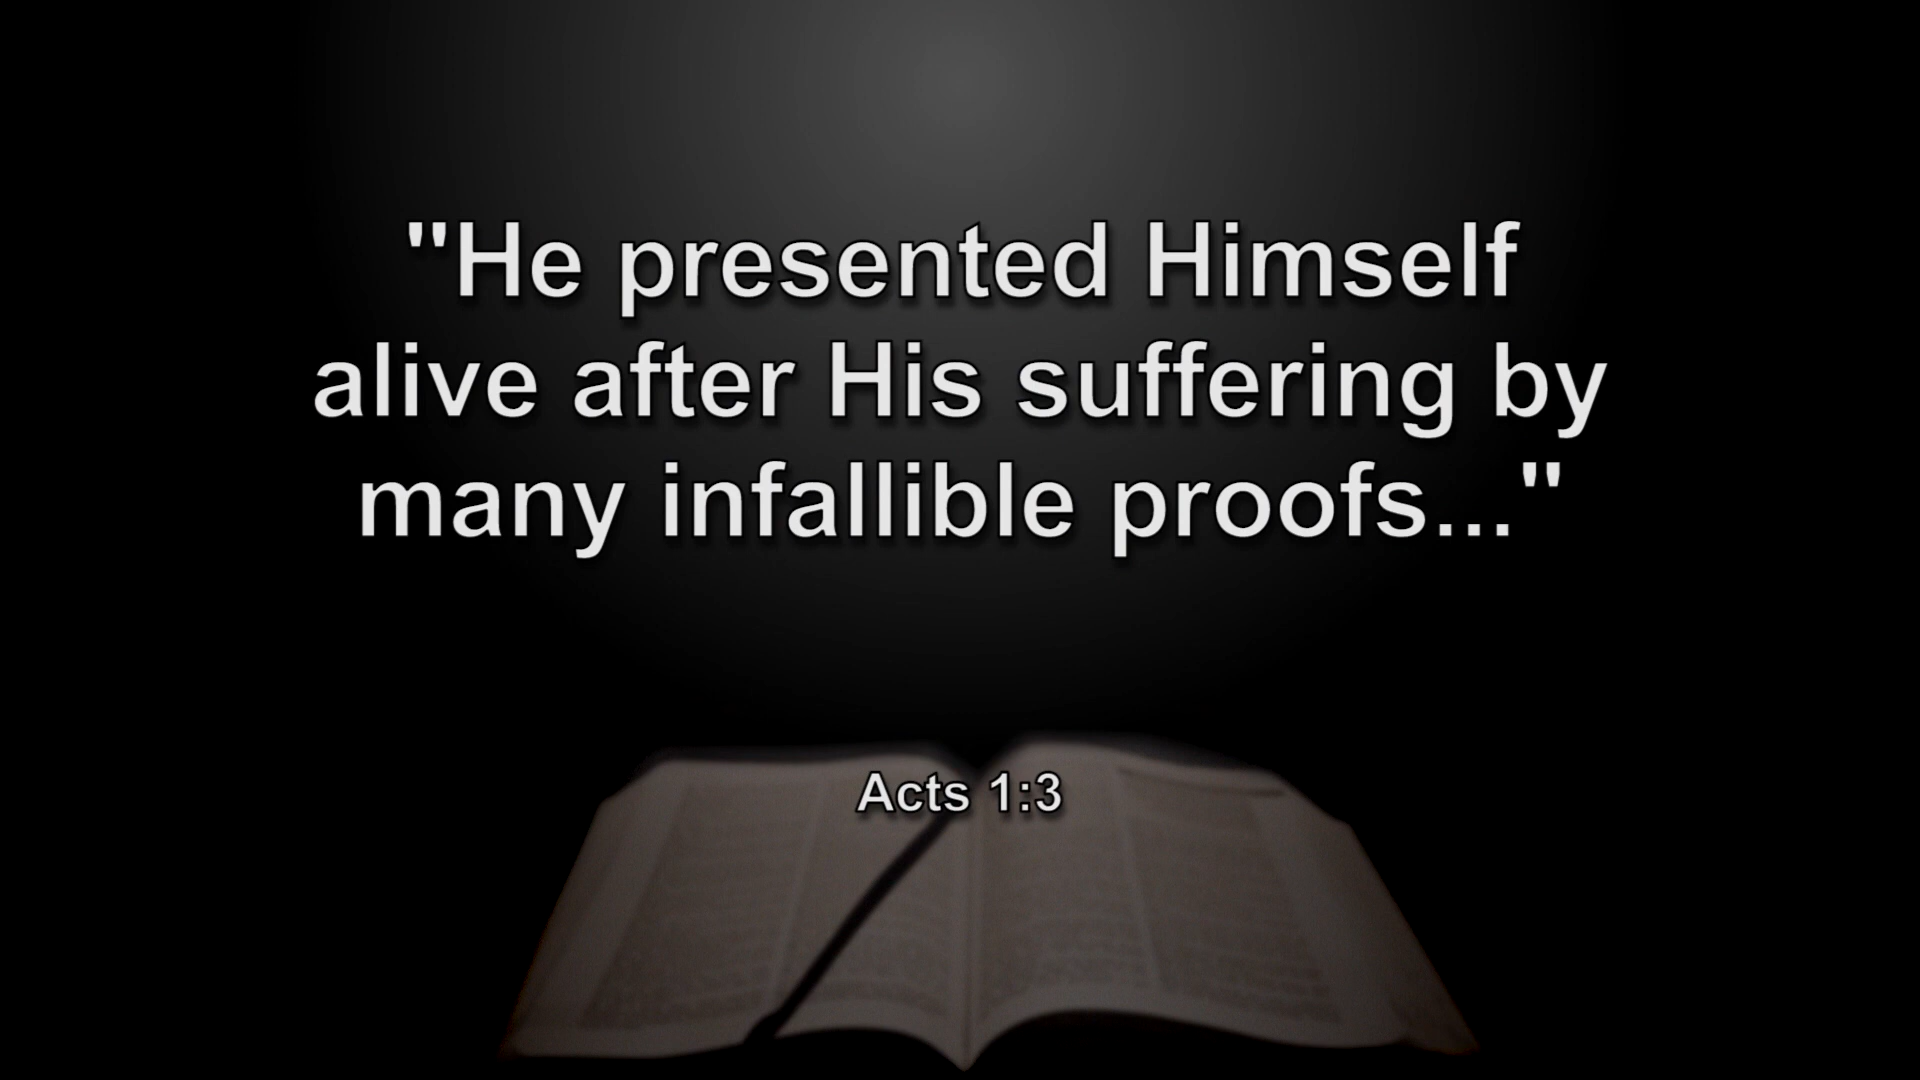 "He presented Himself
alive after His suffering by
many infallible proofs..."
Acts 1:3